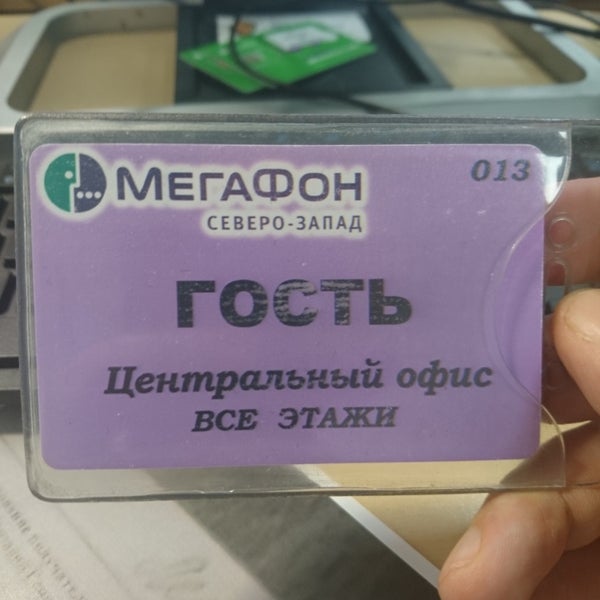 МЕГАФОН
013
СЕВЕРО-ЗАПАД
ГОСТЬ
Центральный офис
ВСЕ ЭТАЖИ